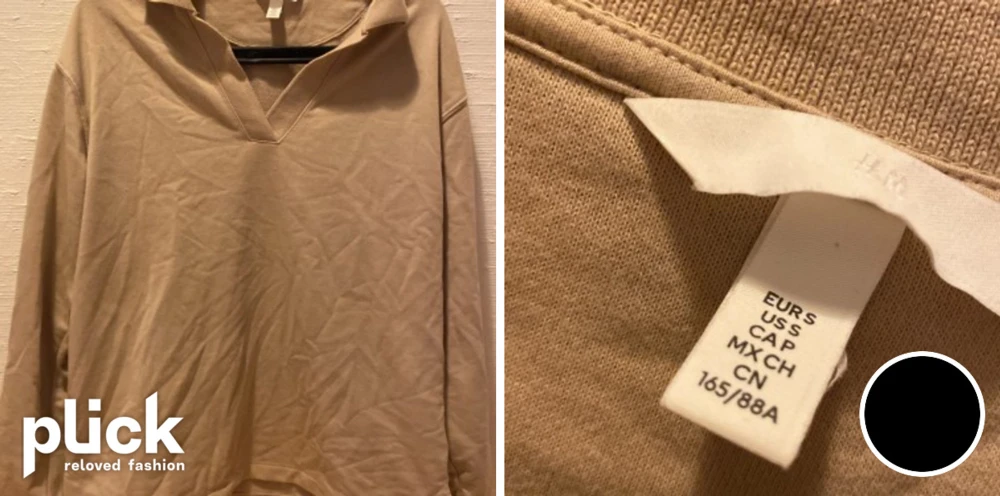 plick
reloved fashion
H&M
EUR S
US S
CA P
MX CH
CN
165/88A